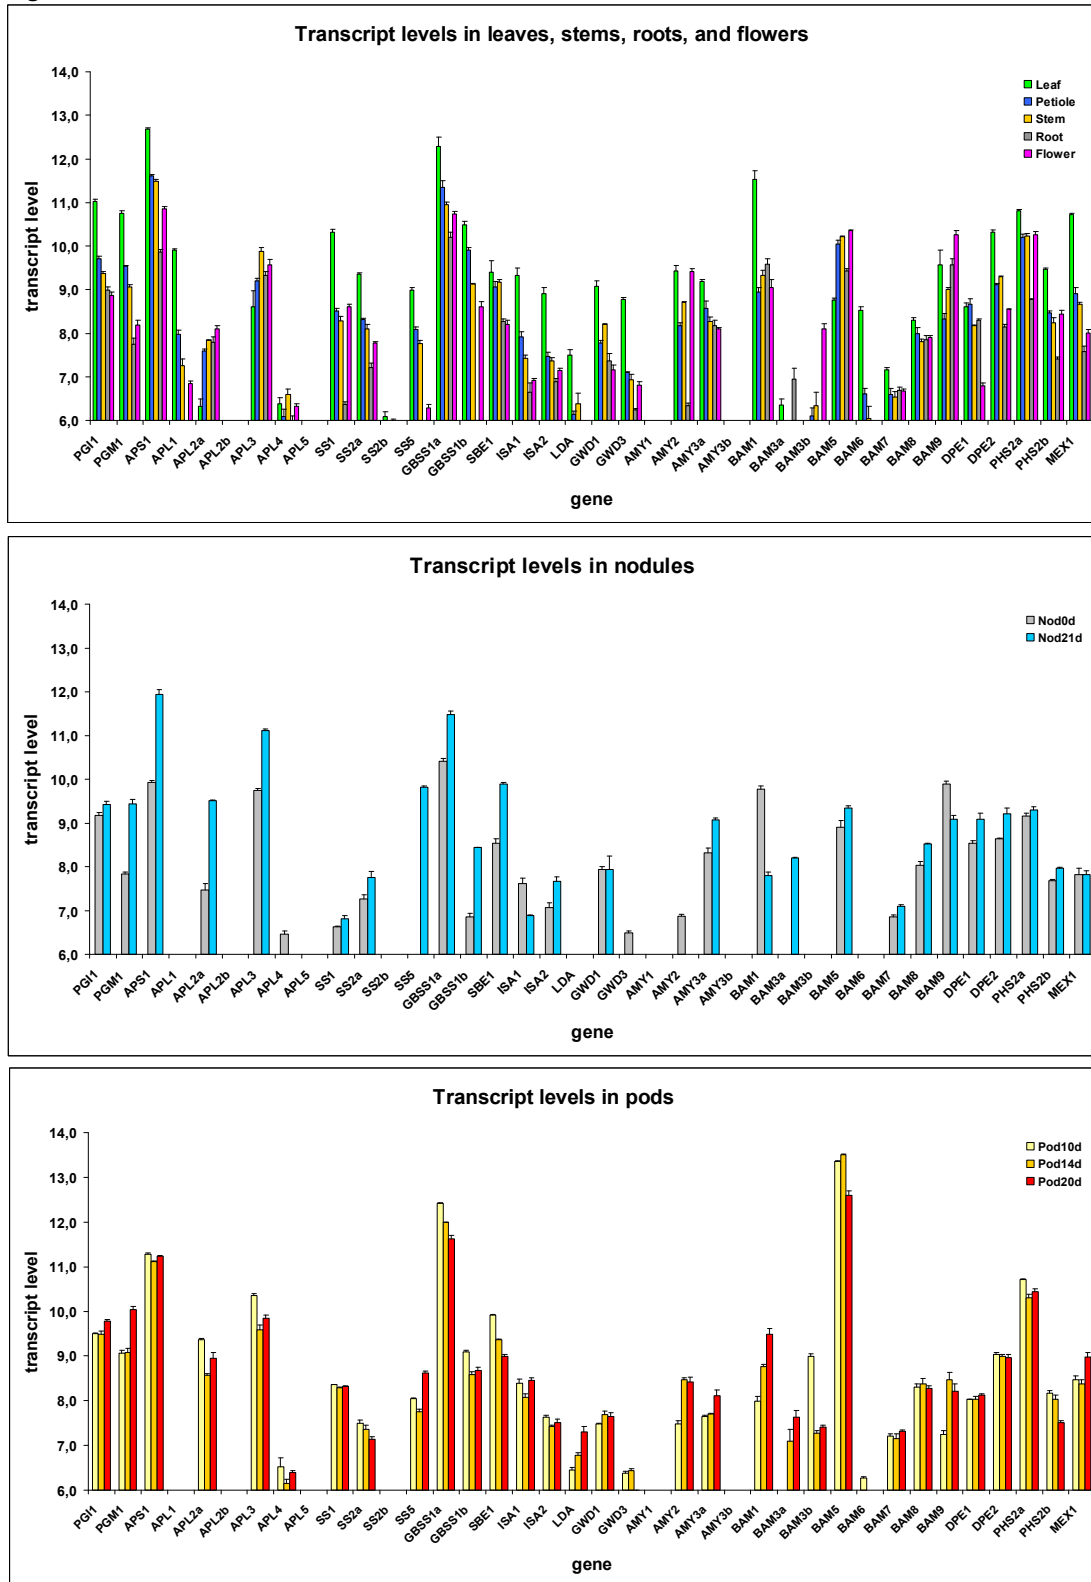 Transcript levels in leaves, stems, roots, and flowers
14,0
13,0
12,0
11,0
10,0
9,0
8,0
7,0
6,0
transcript level
Leaf
Petiole
Stem
Root
Flower
PGI1 PGM1 APS1 APL1 APL2a APL2b APL3 APL4 APL5 SS1 SS2a SS2b SS5 GBSS1a GBSS1b SBE1 ISA1 ISA2 LDA GWD1 GWD3 AMY1 AMY2 AMY3a AMY3b BAM1 BAM3a BAM3b BAM5 BAM6 BAM7 BAM8 BAM9 DPE1 DPE2 PHS2a PHS2b MEX1
gene
Transcript levels in nodules
14,0
13,0
12,0
11,0
10,0
9,0
8,0
7,0
6,0
transcript level
Nod0d
Nod21d
PGI1 PGM1 APS1 APL1 APL2a APL2b APL3 APL4 APL5 SS1 SS2a SS2b SS5 GBSS1a GBSS1b SBE1 ISA1 ISA2 LDA GWD1 GWD3 AMY1 AMY2 AMY3a AMY3b BAM1 BAM3a BAM3b BAM5 BAM6 BAM7 BAM8 BAM9 DPE1 DPE2 PHS2a PHS2b MEX1
gene
Transcript levels in pods
14,0
13,0
12,0
11,0
10,0
9,0
8,0
7,0
6,0
transcript level
Pod10d
Pod14d
Pod20d
PGI1 PGM1 APS1 APL1 APL2a APL2b APL3 APL4 APL5 SS1 SS2a SS2b SS5 GBSS1a GBSS1b SBE1 ISA1 ISA2 LDA GWD1 GWD3 AMY1 AMY2 AMY3a AMY3b BAM1 BAM3a BAM3b BAM5 BAM6 BAM7 BAM8 BAM9 DPE1 DPE2 PHS2a PHS2b MEX1
gene